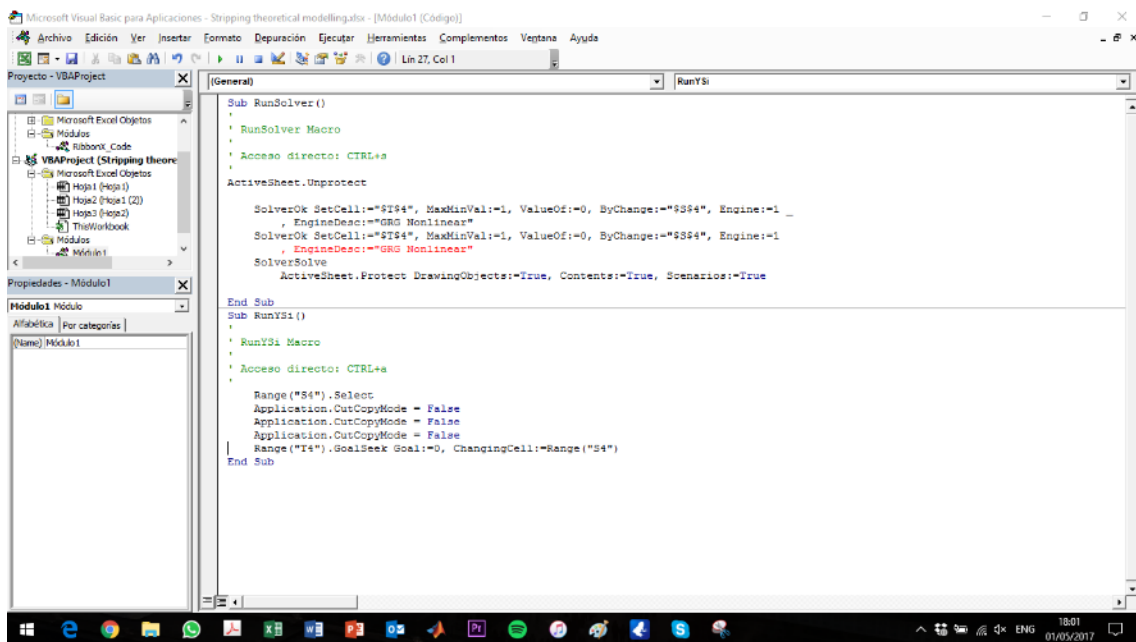 Microsoft Visual Basic para Aplicaciones - Stripping theoretical modelling.xlsx - [Módulo1 (Código)]
Archivo Edición Ver Insertar Formato Depuración Ejecutar Herramientas Complementos Ventana Ayuda
Lín 27, Col 1
Proyecto - VBAProject
(General)
RunYSi
Microsoft Excel Objetos
Módulos
RibbonX_Code
VBAProject (Stripping theore
Microsoft Excel Objetos
Hoja1 (Hoja1)
Hoja2 (Hoja1 (2))
Hoja3 (Hoja2)
ThisWorkbook
Módulos
Módulo1
Propiedades - Módulo1
Módulo1 Módulo
Alfabética Por categorías
(Name) Módulo1
Sub RunSolver()
'
' RunSolver Macro
'
' Acceso directo: CTRL+s
'
ActiveSheet.Unprotect
SolverOk SetCell:="$T$4", MaxMinVal:=1, ValueOf:=0, ByChange:="$S$4", Engine:=1 _
, EngineDesc:="GRG Nonlinear"
SolverOk SetCell:="$T$4", MaxMinVal:=1, ValueOf:=0, ByChange:="$S$4", Engine:=1
, EngineDesc:="GRG Nonlinear"
SolverSolve
ActiveSheet.Protect DrawingObjects:=True, Contents:=True, Scenarios:=True
End Sub
Sub RunYSi()
'
' RunYSi Macro
'
' Acceso directo: CTRL+a
'
Range("S4").Select
Application.CutCopyMode = False
Application.CutCopyMode = False
Application.CutCopyMode = False
Range("T4").GoalSeek Goal:=0, ChangingCell:=Range("S4")
End Sub
ENG
18:01
01/05/2017